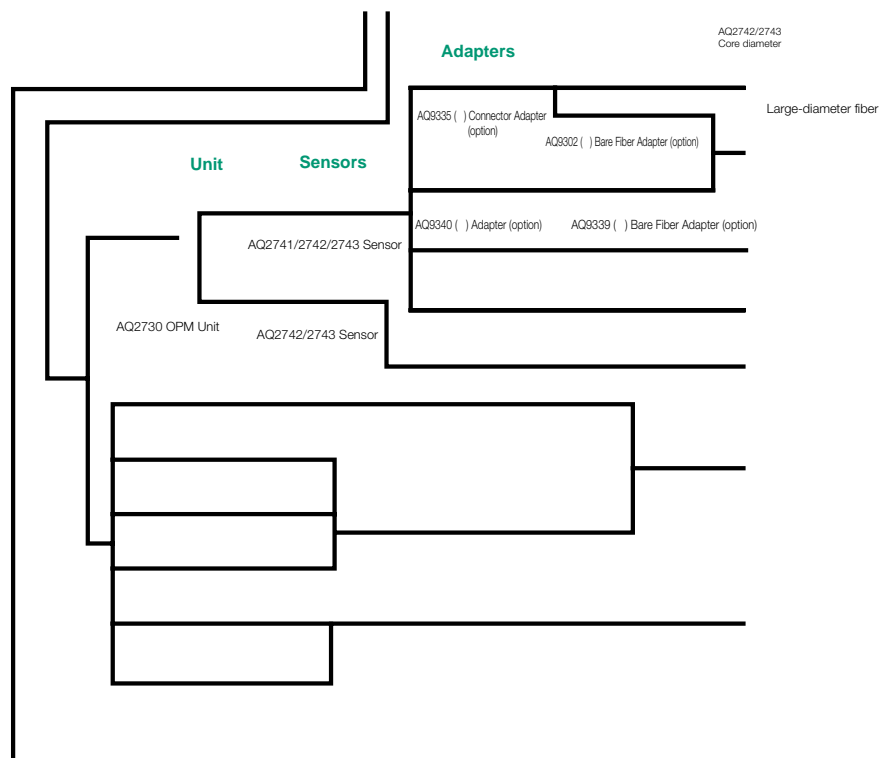 AQ2742/2743
Core diameter
Adapters
Large-diameter fiber
AQ9335 (   ) Connector Adapter
(option)
AQ9302 (   ) Bare Fiber Adapter (option)
Unit
Sensors
AQ9340 (   ) Adapter (option)
AQ9339 (   ) Bare Fiber Adapter (option)
AQ2741/2742/2743 Sensor
AQ2730 OPM Unit
AQ2742/2743 Sensor